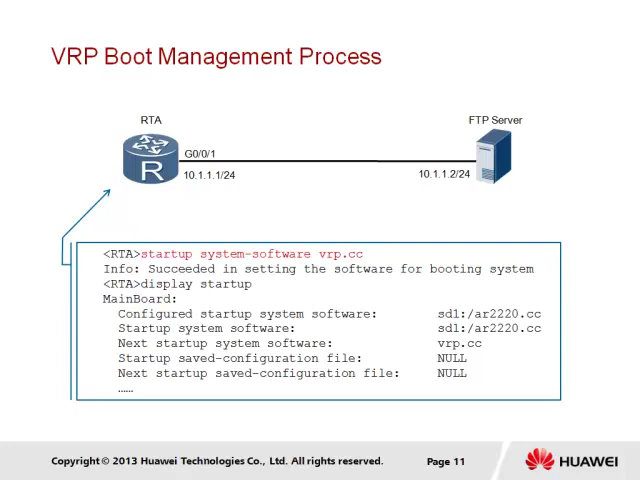 VRP Boot Management Process
RTA
FTP Server
G0/0/1
10.1.1.1/24
10.1.1.2/24
R
<RTA>startup system-software vrp.cc
Info: Succeeded in setting the software for booting system
<RTA>display startup
MainBoard:
Configured startup system software: sd1:/ar2220.cc
Startup system software: sd1:/ar2220.cc
Next startup system software: vrp.cc
Startup saved-configuration file: NULL
Next startup saved-configuration file: NULL
……
Copyright © 2013 Huawei Technologies Co., Ltd. All rights reserved.
Page 11
HUAWEI